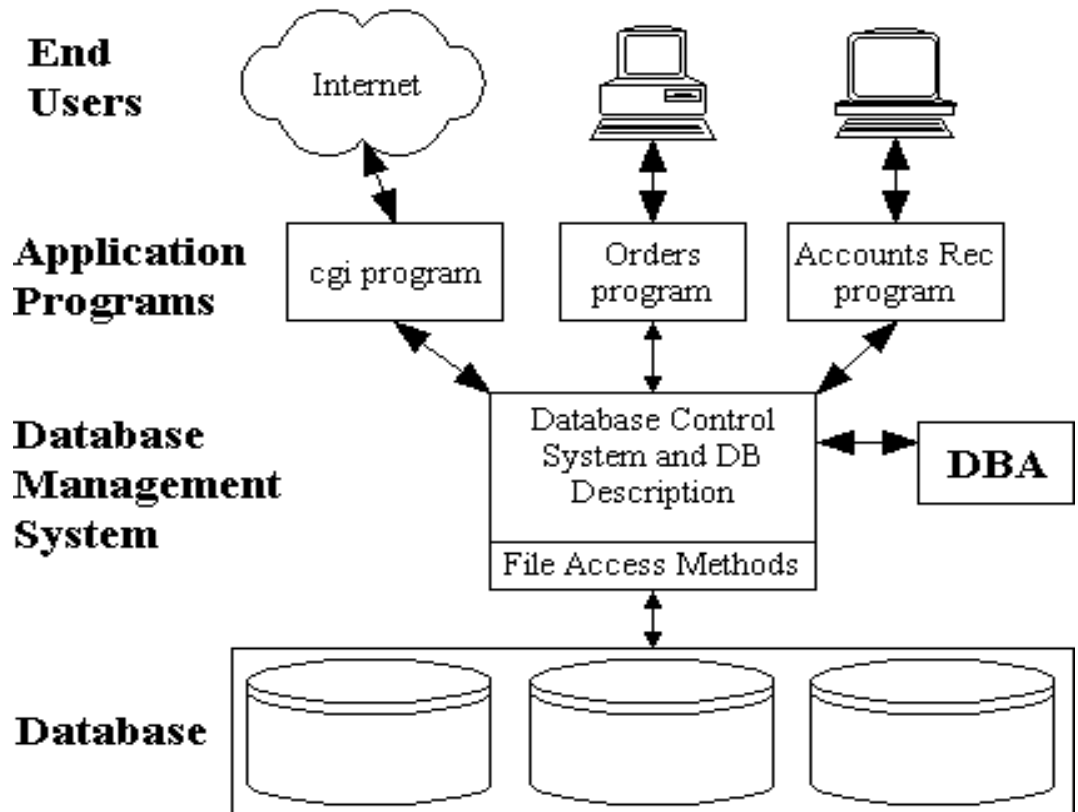 End
Users
Internet
Application
Programs
cgi program
Orders
program
Accounts Rec
program
Database
Management
System
Database Control
System and DB
Description
File Access Methods
DBA
Database